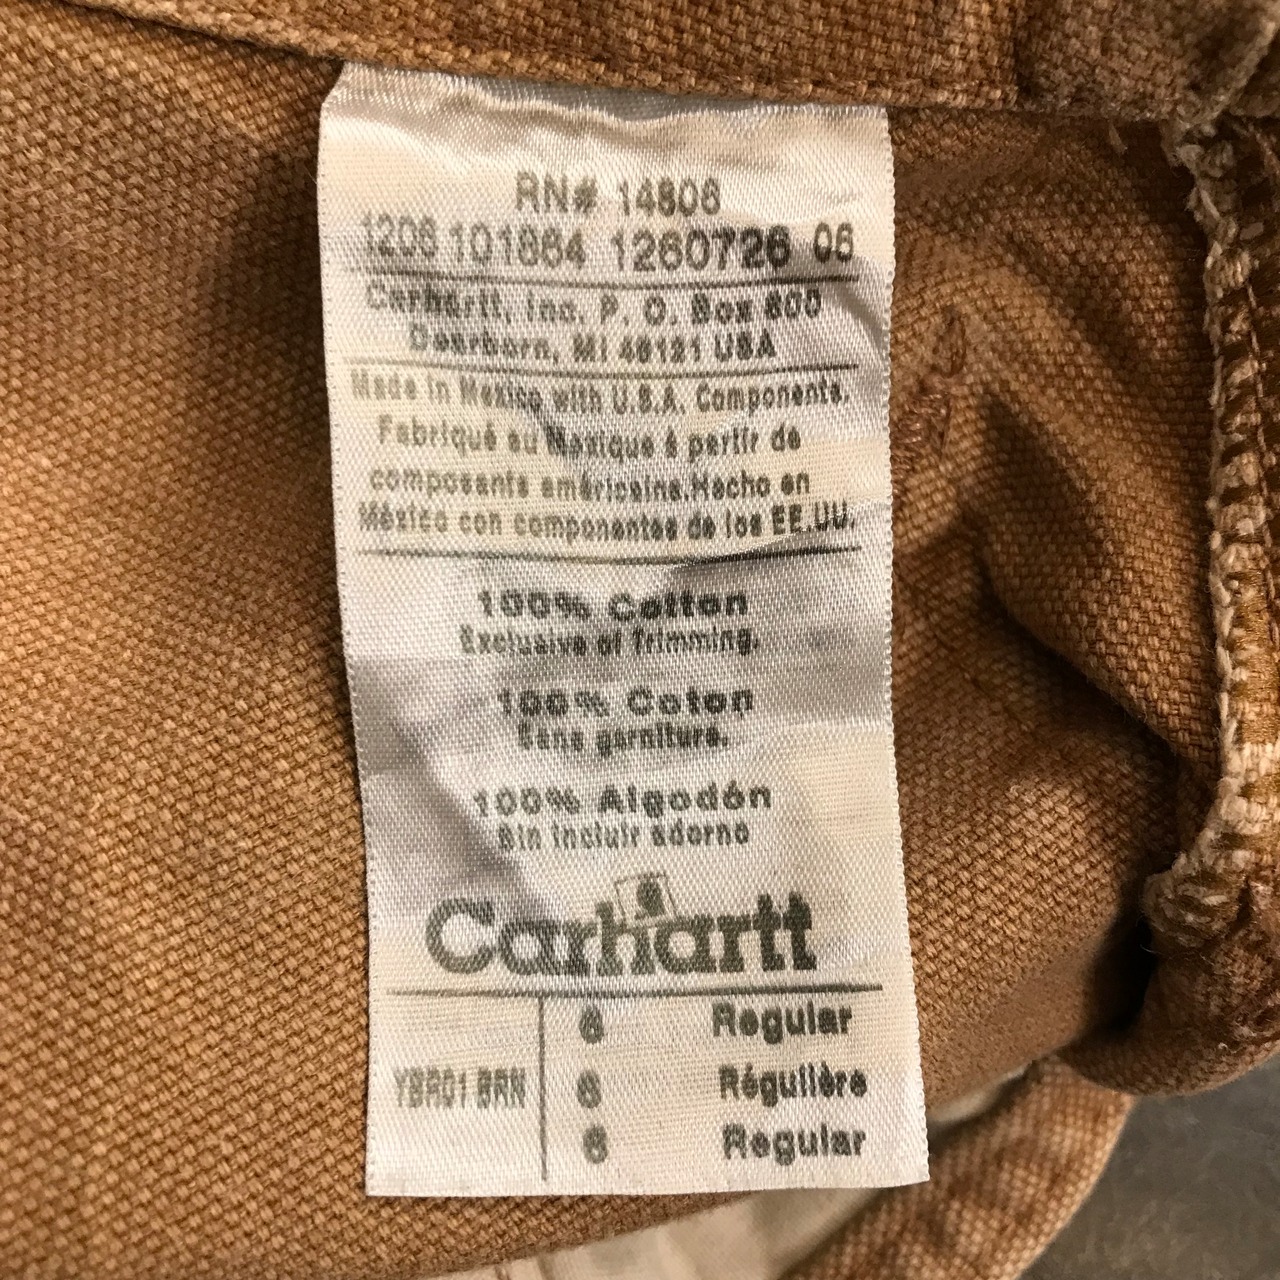 RN# 14806
1206 101864 1260726 06
Carhartt, Inc. P. O. Box 600
Dearborn, MI 48121 USA
Made in Mexico with U.S.A. Components.
Fabriqué au Mexique á partir de
composants américains.Hecho en
México con componentes de los EE.UU.
100% Cotton
Exclusive of Trimming.
100% Coton
Sans garniture.
100% Algodón
Sin incluir adorno
Carhartt
6 Regular
YBR01 BRN 6 Régulière
6 Regular